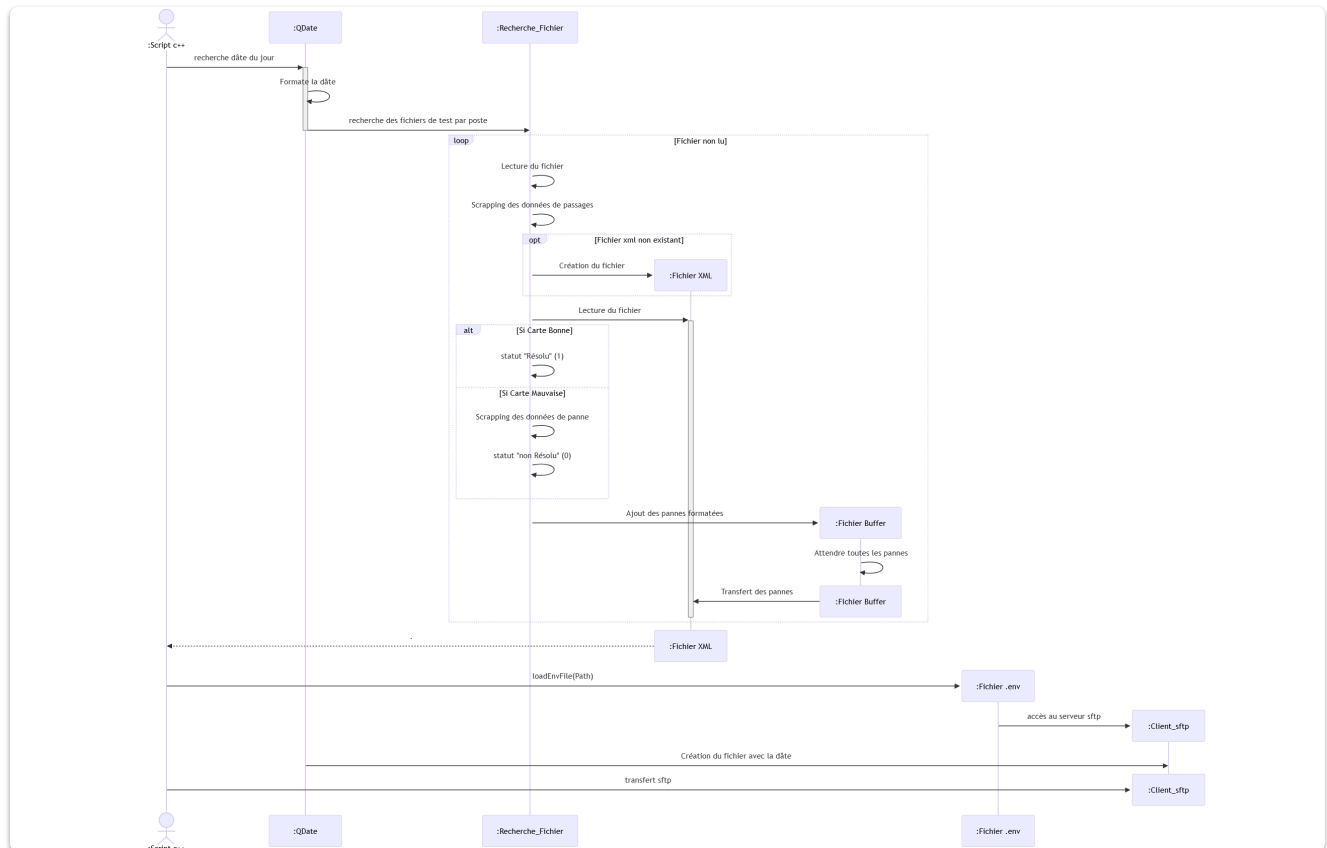 :Script c++
:QDate
:Recherche_Fichier
recherche dâte du jour
Formate la dâte
recherche des fichiers de test par poste
loop
[Fichier non lu]
Lecture du fichier
Scrapping des données de passages
opt
[Fichier xml non existant]
Création du fichier
:Fichier XML
Lecture du fichier
alt
[Si Carte Bonne]
statut "Résolu" (1)
[Si Carte Mauvaise]
Scrapping des données de panne
statut "non Résolu" (0)
Ajout des pannes formatées
:Fichier Buffer
Attendre toutes les pannes
Transfert des pannes
:Fichier Buffer
.
:Fichier XML
loadEnvFile(Path)
:Fichier .env
accès au serveur sftp
:Client_sftp
Création du fichier avec la dâte
transfert sftp
:Client_sftp
:QDate
:Recherche_Fichier
:Fichier .env
:Script c++